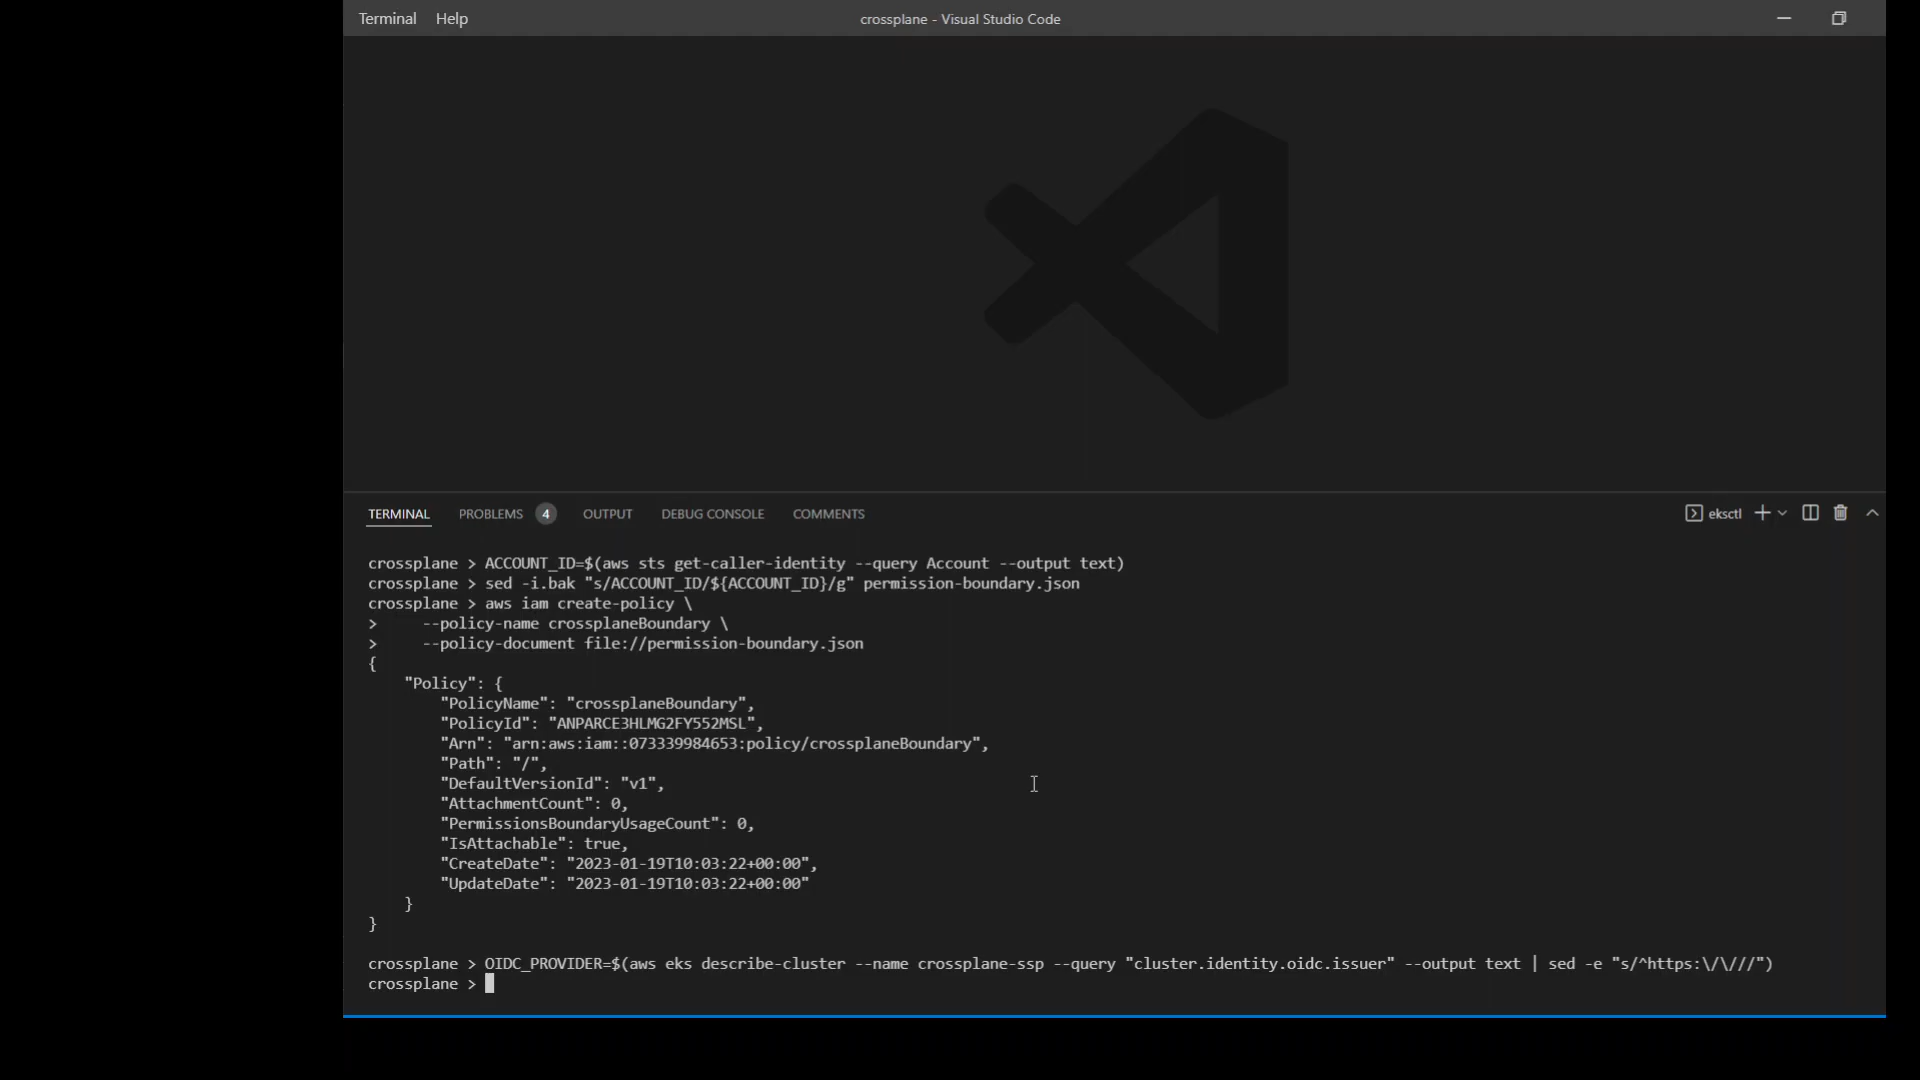 Terminal Help
crossplane - Visual Studio Code
TERMINAL PROBLEMS 4 OUTPUT DEBUG CONSOLE COMMENTS
eksctl
crossplane > ACCOUNT_ID=$(aws sts get-caller-identity --query Account --output text)
crossplane > sed -i.bak "s/ACCOUNT_ID/${ACCOUNT_ID}/g" permission-boundary.json
crossplane > aws iam create-policy \
>     --policy-name crossplaneBoundary \
>     --policy-document file://permission-boundary.json
{
    "Policy": {
        "PolicyName": "crossplaneBoundary",
        "PolicyId": "ANPARCE3HLMG2FY552MSL",
        "Arn": "arn:aws:iam::073339984653:policy/crossplaneBoundary",
        "Path": "/",
        "DefaultVersionId": "v1",
        "AttachmentCount": 0,
        "PermissionsBoundaryUsageCount": 0,
        "IsAttachable": true,
        "CreateDate": "2023-01-19T10:03:22+00:00",
        "UpdateDate": "2023-01-19T10:03:22+00:00"
    }
}
crossplane > OIDC_PROVIDER=$(aws eks describe-cluster --name crossplane-ssp --query "cluster.identity.oidc.issuer" --output text | sed -e "s/^https:\/\///")
crossplane >